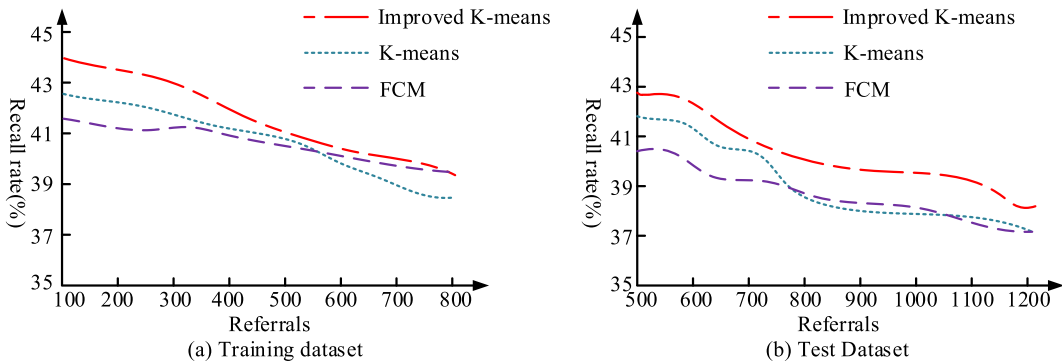 Improved K-means
K-means
FCM
Recall rate(%)
45
43
41
39
37
35
100 200 300 400 500 600 700 800
Referrals
(a) Training dataset
Improved K-means
K-means
FCM
Recall rate(%)
45
43
41
39
37
35
500 600 700 800 900 1000 1100 1200
Referrals
(b) Test Dataset